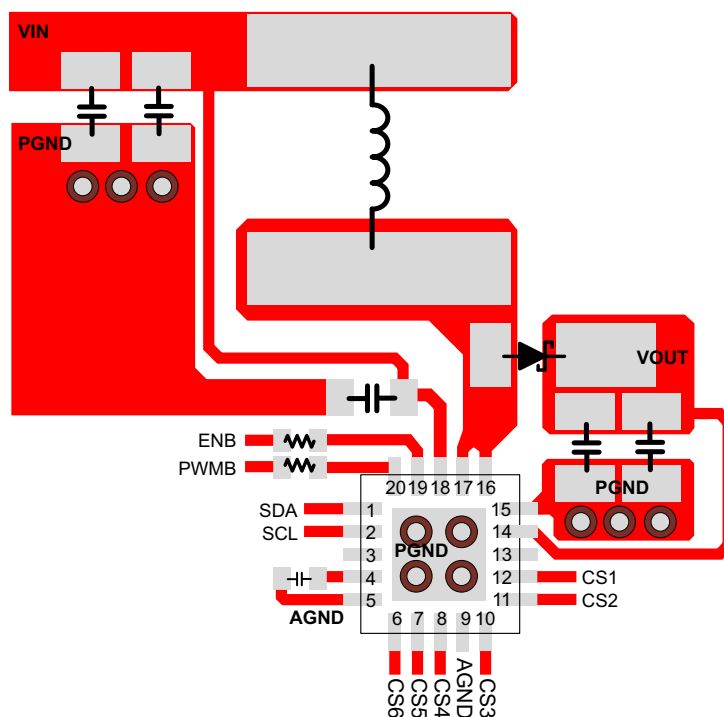 VIN
PGND
VOUT
ENB
PWMB
PGND
20 19 18 17 16
SDA 1 15
SCL 2 14
PGND
3 13
4 12 CS1
5 11 CS2
AGND
6 7 8 9 10
CS6 CS5 CS4 AGND CS3